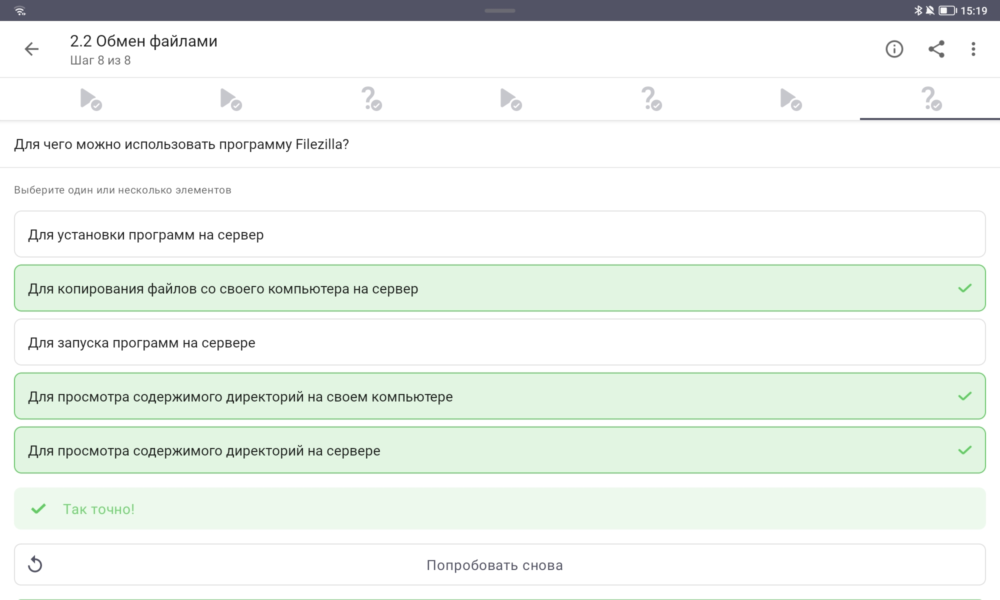 15:19
2.2 Обмен файлами
Шаг 8 из 8
Для чего можно использовать программу Filezilla?
Выберите один или несколько элементов
Для установки программ на сервер
Для копирования файлов со своего компьютера на сервер
Для запуска программ на сервере
Для просмотра содержимого директорий на своем компьютере
Для просмотра содержимого директорий на сервере
Так точно!
Попробовать снова